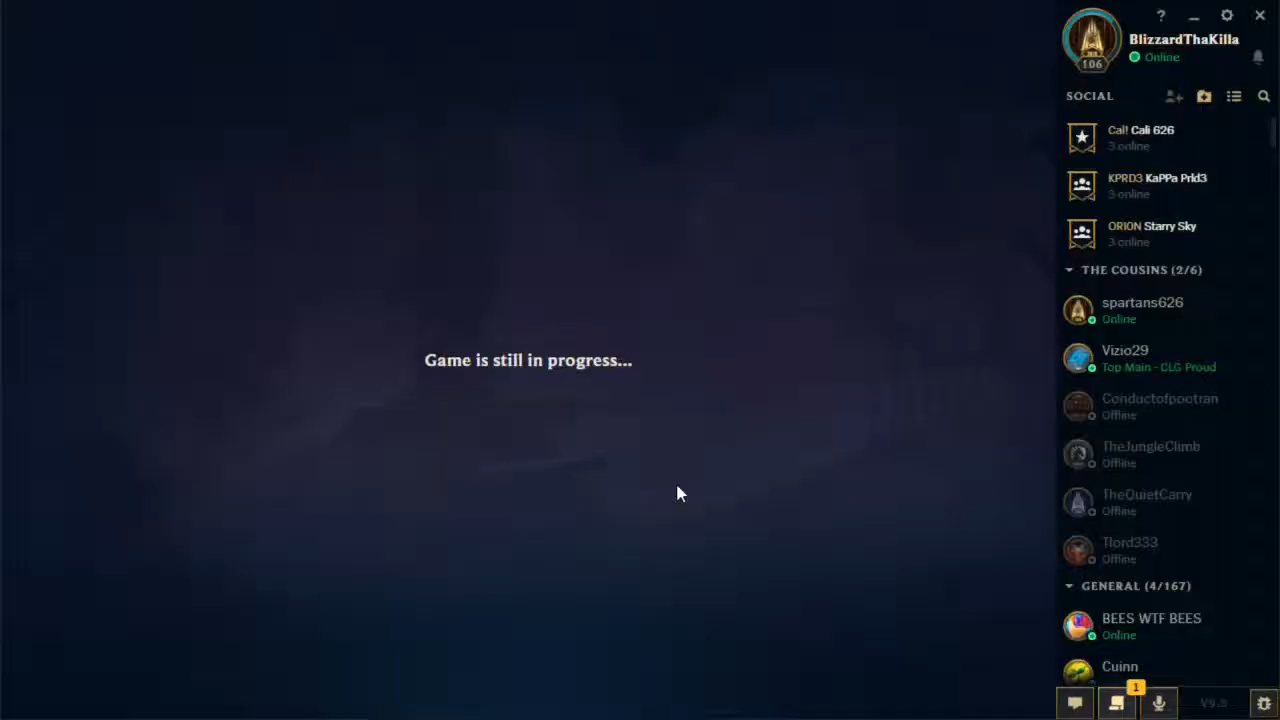 ?
BlizzardThaKilla
106
Online
SOCIAL
Cal! Cali 626
3 online
KPRD3 KaPPa Prld3
3 online
ORION Starry Sky
3 online
THE COUSINS (2/6)
spartans626
Online
Game is still in progress...
Vizio29
Top Main - CLG Proud
Conductofpootran
Offline
TheJungleClimb
Offline
TheQuietCarry
Offline
Tlord333
Offline
GENERAL (4/167)
BEES WTF BEES
Online
Cuinn
1